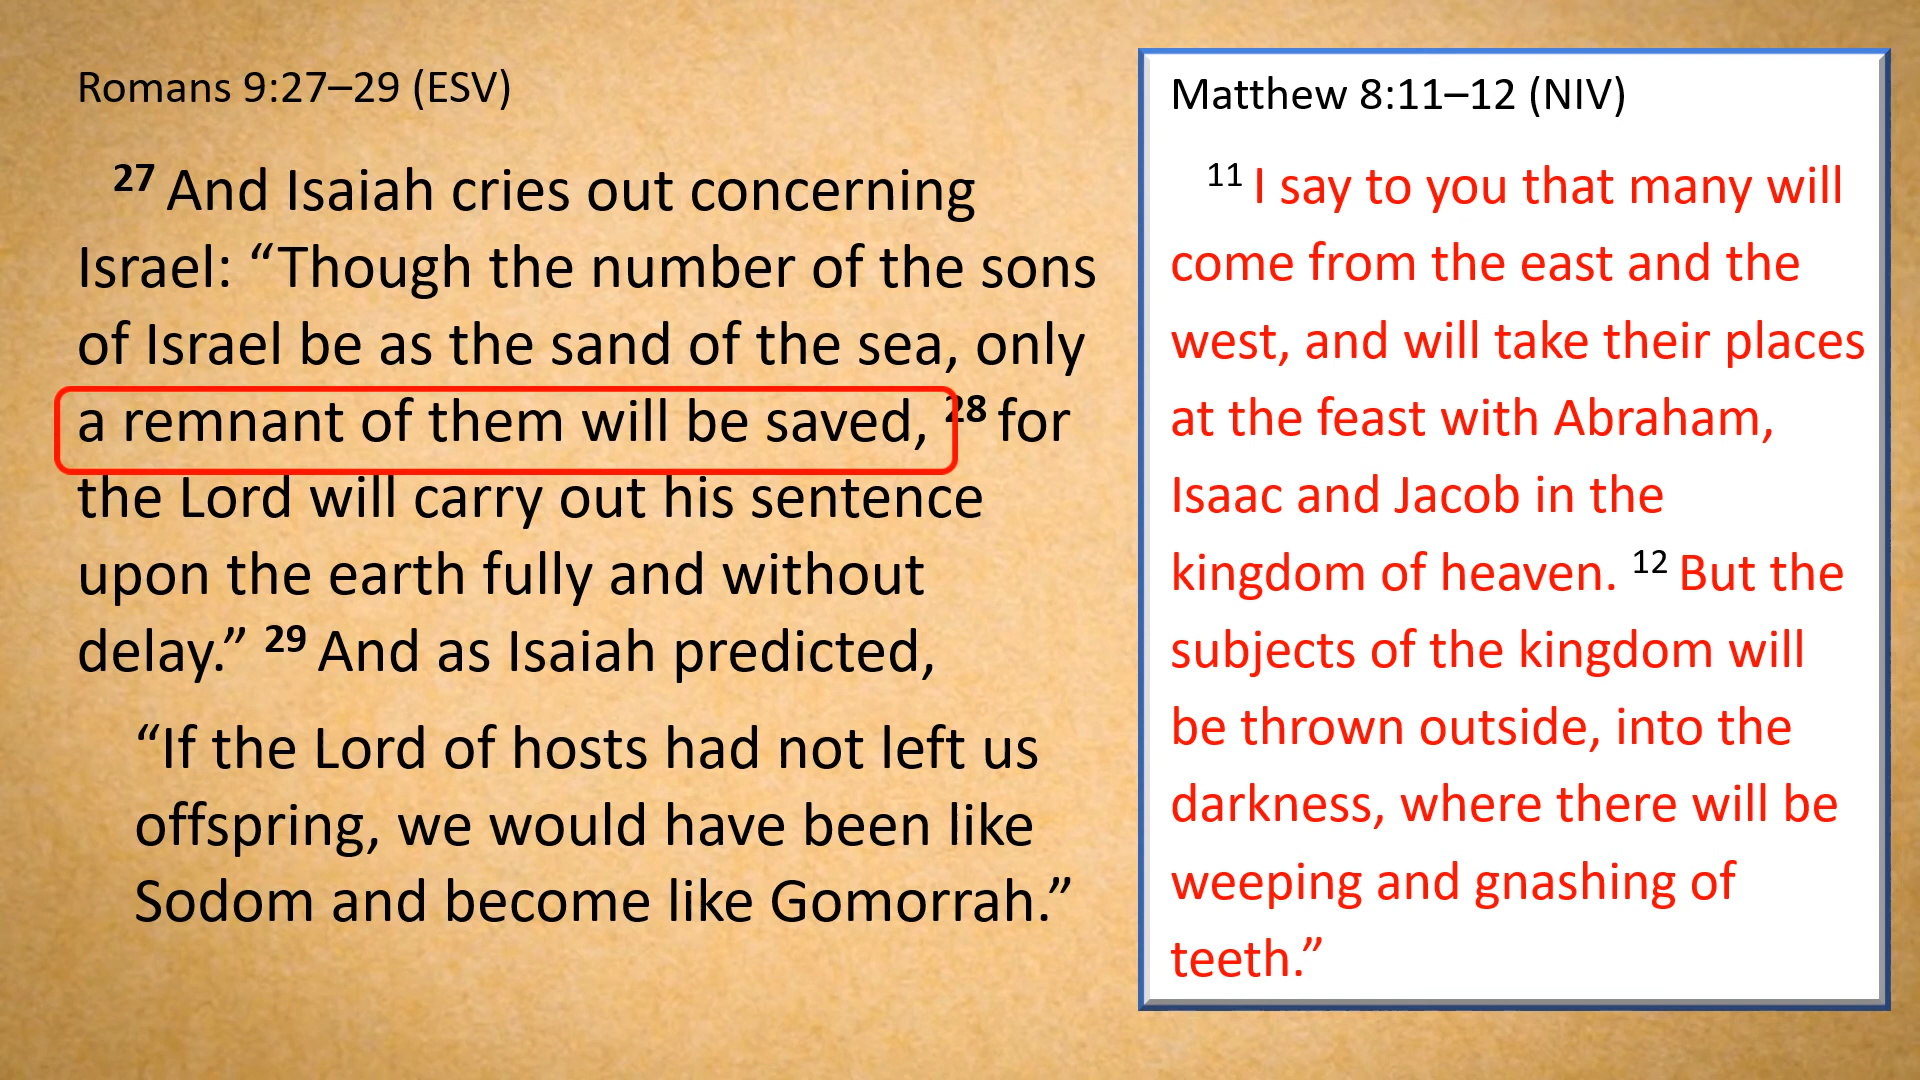 Romans 9:27–29 (ESV)
27 And Isaiah cries out concerning
Israel: “Though the number of the sons
of Israel be as the sand of the sea, only
a remnant of them will be saved, 28 for
the Lord will carry out his sentence
upon the earth fully and without
delay.” 29 And as Isaiah predicted,
“If the Lord of hosts had not left us
offspring, we would have been like
Sodom and become like Gomorrah.”
Matthew 8:11–12 (NIV)
11 I say to you that many will
come from the east and the
west, and will take their places
at the feast with Abraham,
Isaac and Jacob in the
kingdom of heaven. 12 But the
subjects of the kingdom will
be thrown outside, into the
darkness, where there will be
weeping and gnashing of
teeth.”